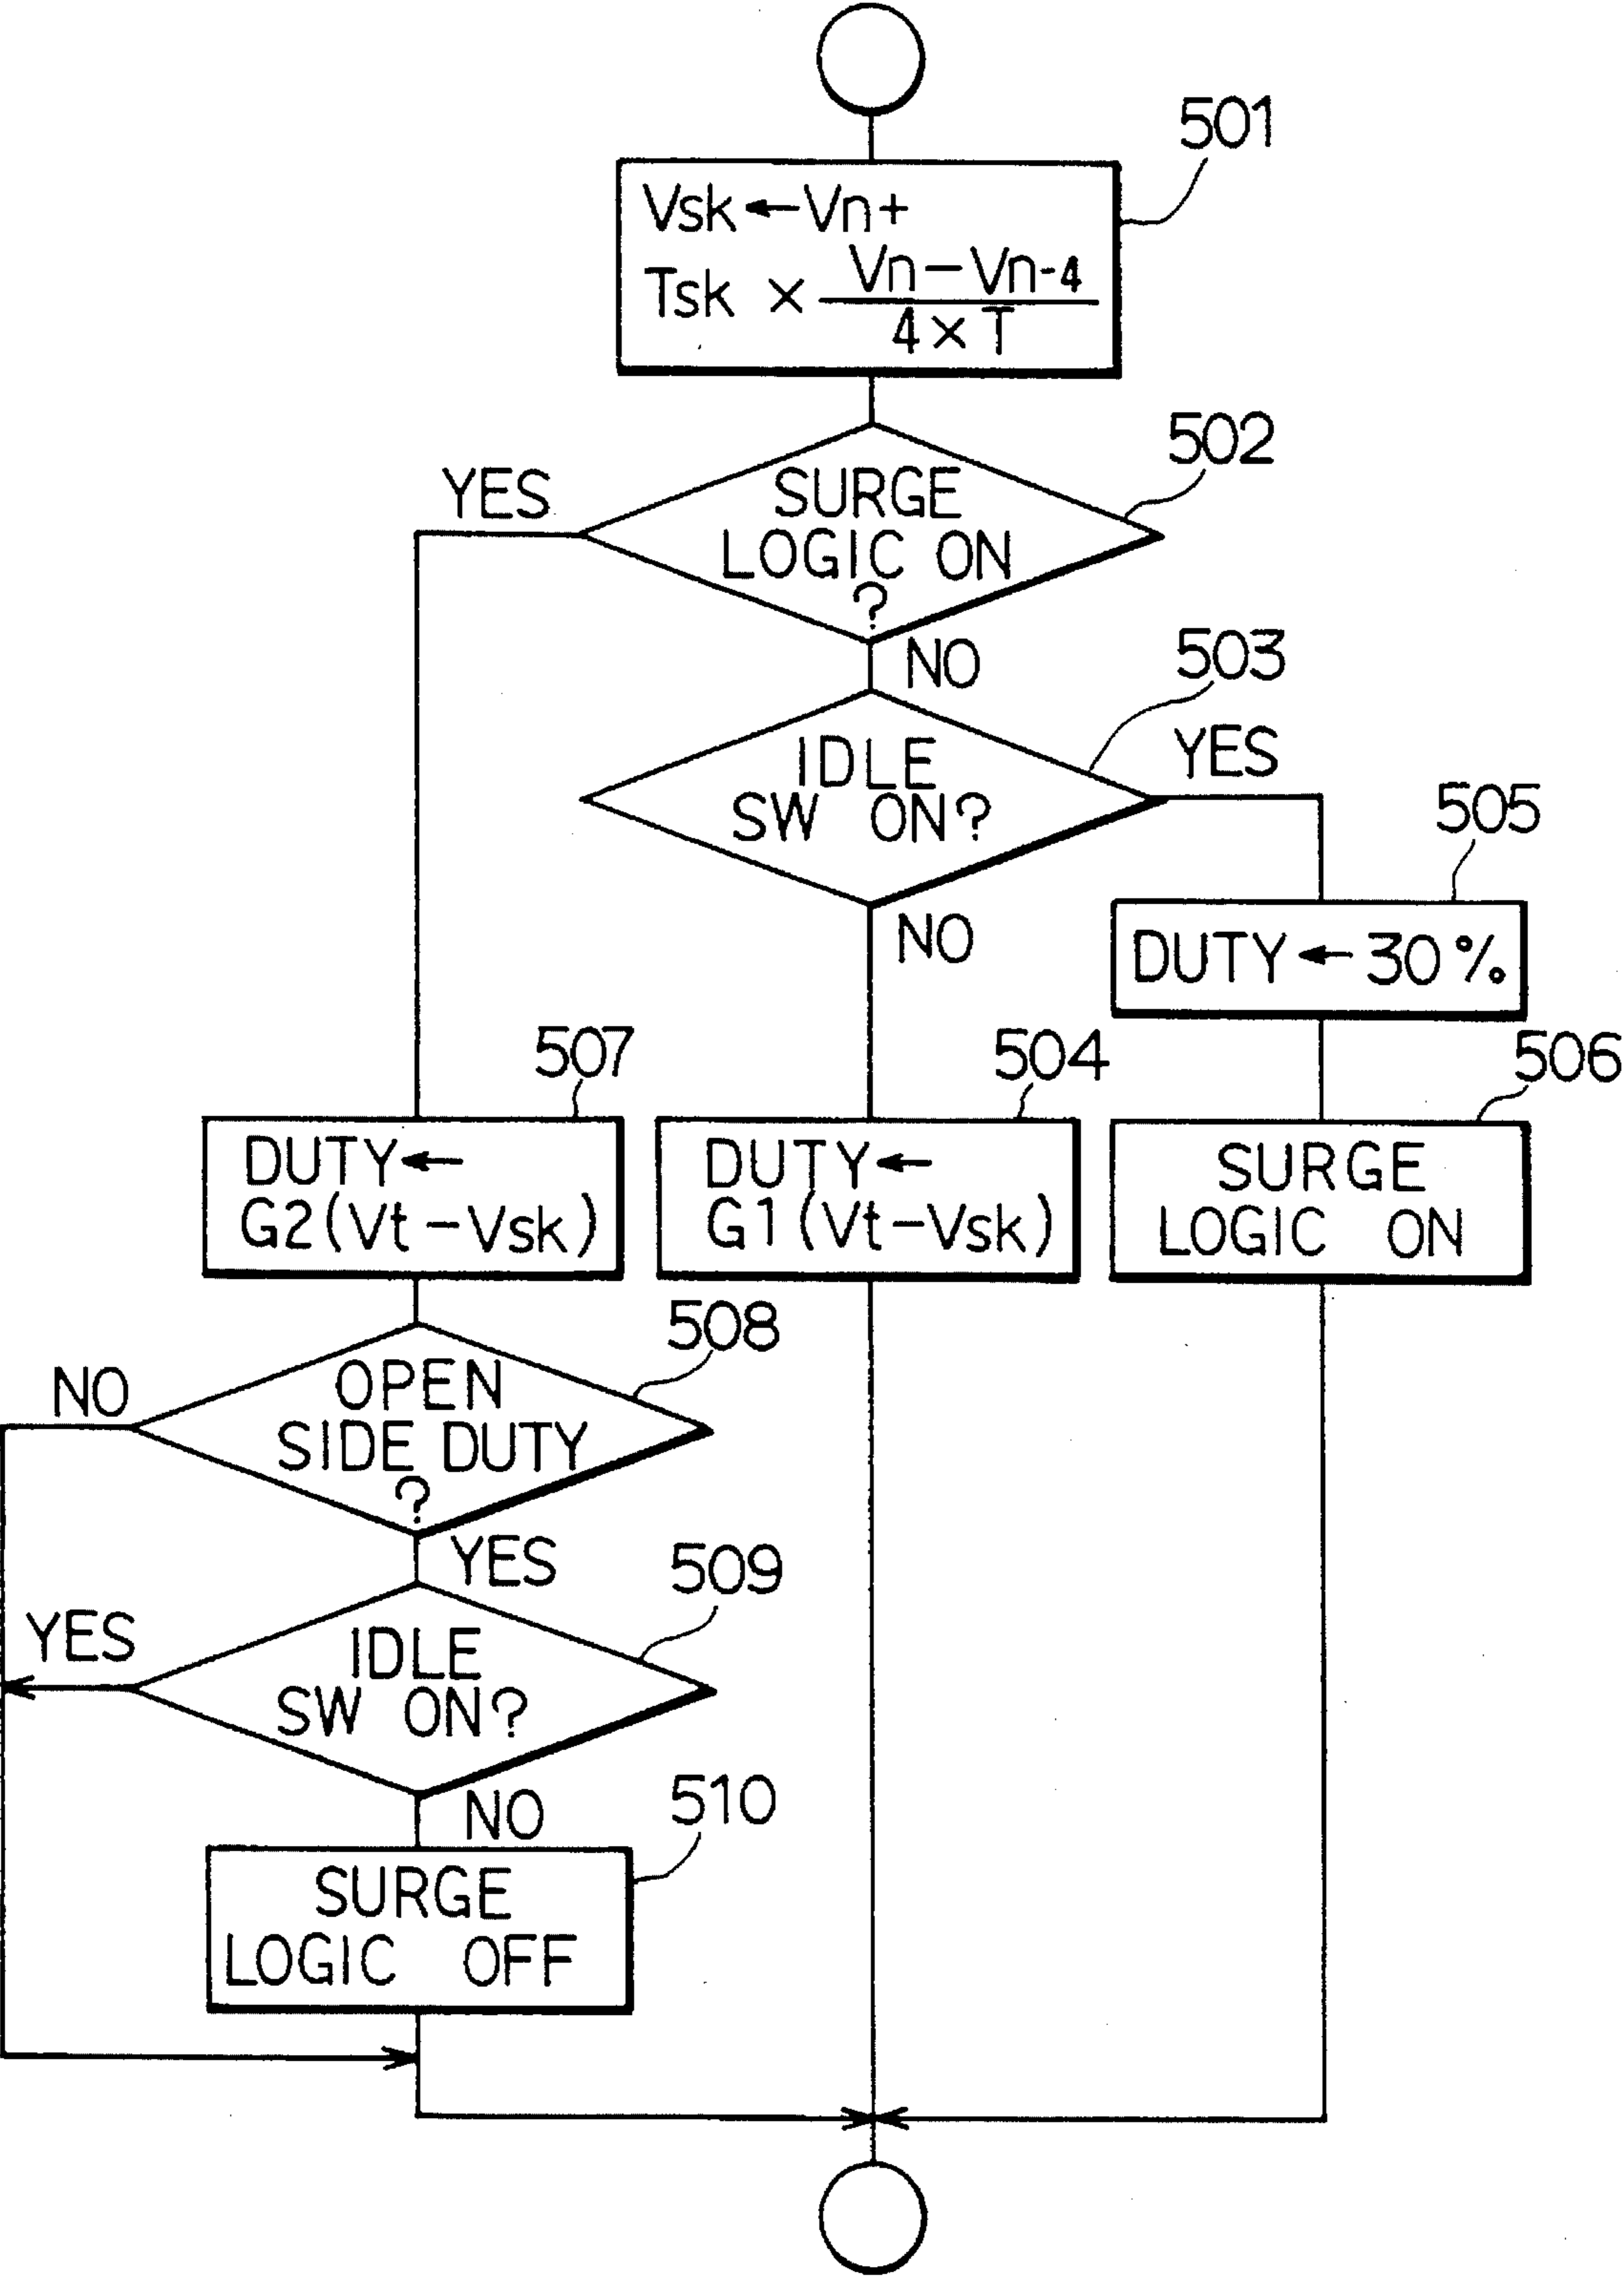 501
Vsk←Vn+
Tsk × Vn−Vn-4
4×T
502
YES
SURGE
LOGIC ON
?
NO
503
IDLE
SW ON?
YES
505
NO
DUTY←30%
507
504
506
DUTY←
G2(Vt−Vsk)
DUTY←
G1(Vt−Vsk)
SURGE
LOGIC ON
508
NO
OPEN
SIDE DUTY
?
YES
509
YES
IDLE
SW ON?
NO
510
SURGE
LOGIC OFF